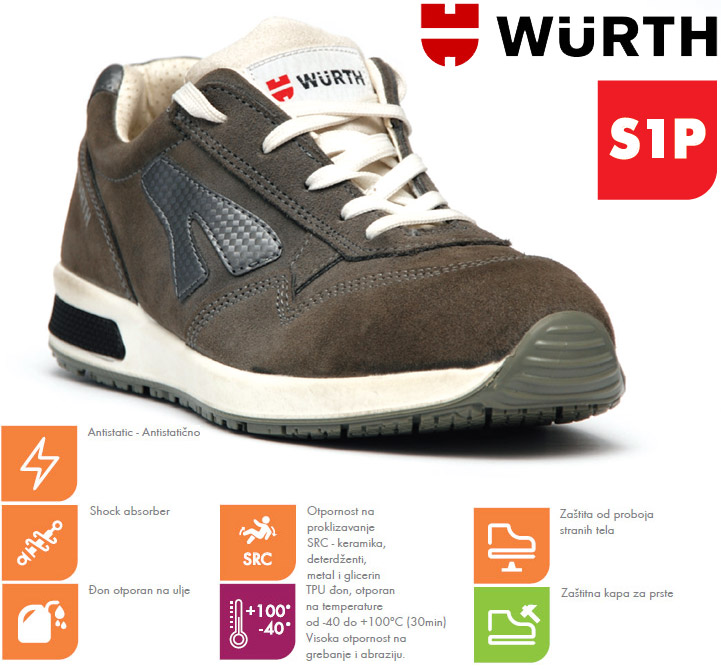 WÜRTH
WÜRTH
S1P
Antistatic - Antistatično
Shock absorber
Đon otporan na ulje
SRC
Otpornost na
proklizavanje
SRC - keramika,
deterdženti,
metal i glicerin
+100°
-40°
TPU đon, otporan
na temperature
od -40 do +100ºC (30min)
Visoka otpornost na
grebanje i abraziju.
Zaštita od proboja
stranih tela
Zaštitna kapa za prste